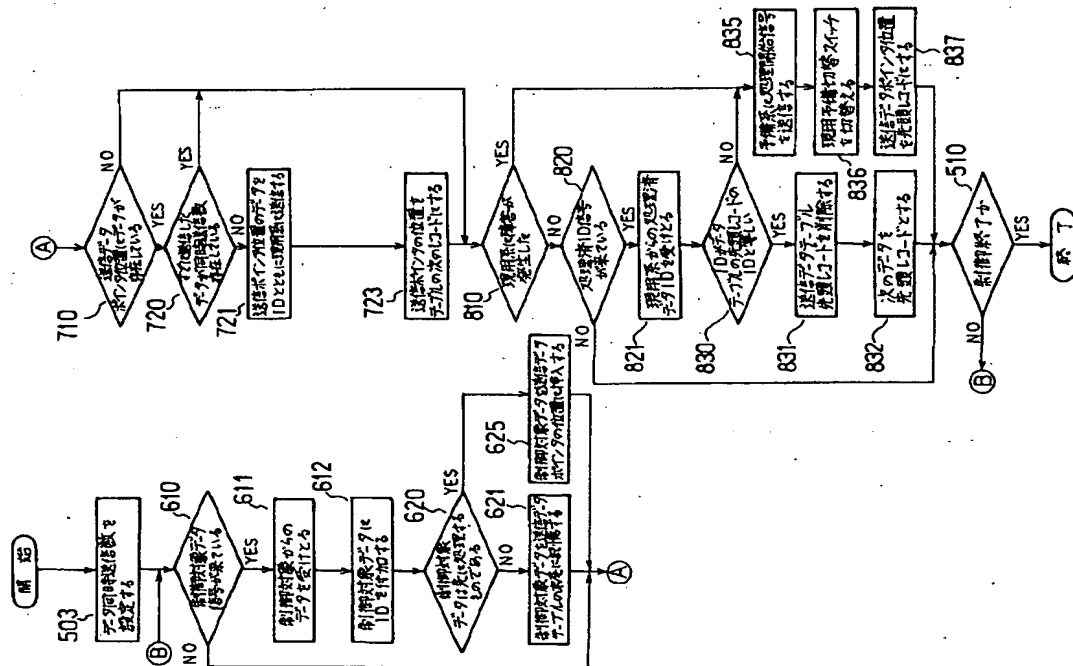 開始
503
データ同時送信数を
設定する
B
610
制御対象データ
信号が来ている
NO
YES
611
制御対象からの
データを受けとる
612
制御対象データに
IDを付加する
620
制御対象
データは先に処理する
ものである
YES
NO
621
制御対象データを送信データ
テーブルの末尾に記憶する
625
制御対象データを送信データ
ポインタの位置に挿入する
A
A
710
送信データ
ポインタ位置にデータが
存在している
NO
YES
720
すでに送信した
データが同時送信数
存在している
YES
NO
721
送信ポインタ位置のデータを
IDとともに現用系に送信する
723
送信ポインタの位置を
テーブルの次のレコードにする
810
現用系に障害が
発生した
YES
NO
820
処理済ID信号
が来ている
NO
YES
821
現用系からの処理済
データIDを受けとる
830
IDがデータ
テーブルの先頭レコードの
IDと等しい
NO
YES
831
送信データテーブル
先頭レコードを削除する
832
次のデータを
先頭レコードとする
835
予備系に処理開始信号
を送信する
836
現用予備切替スイッチ
を切替える
837
送信データポインタ位置
を先頭レコードにする
510
制御終了か
NO
B
YES
終了